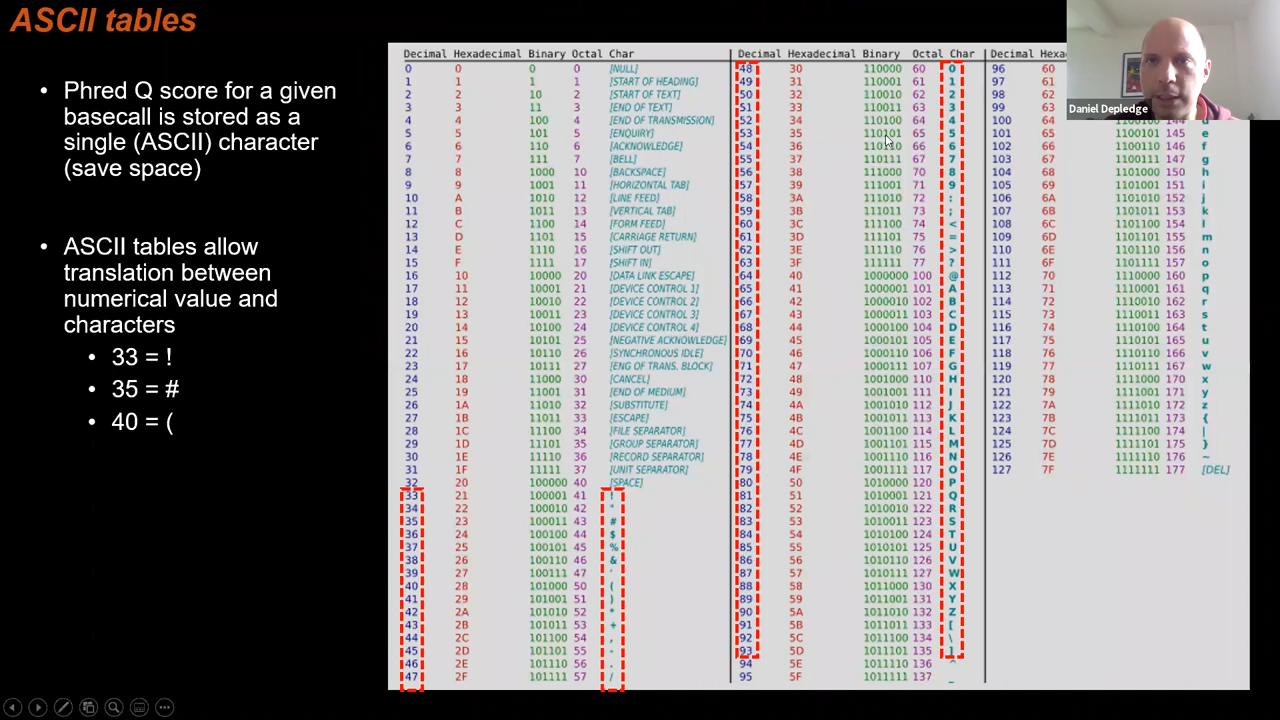 ASCII tables
• Phred Q score for a given
basecall is stored as a
single (ASCII) character
(save space)
• ASCII tables allow
translation between
numerical value and
characters
• 33 = !
• 35 = #
• 40 = (
Decimal Hexadecimal Binary Octal Char
0 0 0 0 [NULL]
1 1 1 1 [START OF HEADING]
2 2 10 2 [START OF TEXT]
3 3 11 3 [END OF TEXT]
4 4 100 4 [END OF TRANSMISSION]
5 5 101 5 [ENQUIRY]
6 6 110 6 [ACKNOWLEDGE]
7 7 111 7 [BELL]
8 8 1000 10 [BACKSPACE]
9 9 1001 11 [HORIZONTAL TAB]
10 A 1010 12 [LINE FEED]
11 B 1011 13 [VERTICAL TAB]
12 C 1100 14 [FORM FEED]
13 D 1101 15 [CARRIAGE RETURN]
14 E 1110 16 [SHIFT OUT]
15 F 1111 17 [SHIFT IN]
16 10 10000 20 [DATA LINK ESCAPE]
17 11 10001 21 [DEVICE CONTROL 1]
18 12 10010 22 [DEVICE CONTROL 2]
19 13 10011 23 [DEVICE CONTROL 3]
20 14 10100 24 [DEVICE CONTROL 4]
21 15 10101 25 [NEGATIVE ACKNOWLEDGE]
22 16 10110 26 [SYNCHRONOUS IDLE]
23 17 10111 27 [ENG OF TRANS. BLOCK]
24 18 11000 30 [CANCEL]
25 19 11001 31 [END OF MEDIUM]
26 1A 11010 32 [SUBSTITUTE]
27 1B 11011 33 [ESCAPE]
28 1C 11100 34 [FILE SEPARATOR]
29 1D 11101 35 [GROUP SEPARATOR]
30 1E 11110 36 [RECORD SEPARATOR]
31 1F 11111 37 [UNIT SEPARATOR]
32 20 100000 40 [SPACE]
33 21 100001 41 !
34 22 100010 42 "
35 23 100011 43 #
36 24 100100 44 $
37 25 100101 45 %
38 26 100110 46 &
39 27 100111 47 '
40 28 101000 50 (
41 29 101001 51 )
42 2A 101010 52 *
43 2B 101011 53 +
44 2C 101100 54 ,
45 2D 101101 55 -
46 2E 101110 56 .
47 2F 101111 57 /
Decimal Hexadecimal Binary Octal Char
48 30 110000 60 0
49 31 110001 61 1
50 32 110010 62 2
51 33 110011 63 3
52 34 110100 64 4
53 35 110101 65 5
54 36 110110 66 6
55 37 110111 67 7
56 38 111000 70 8
57 39 111001 71 9
58 3A 111010 72 :
59 3B 111011 73 ;
60 3C 111100 74 <
61 3D 111101 75 =
62 3E 111110 76 >
63 3F 111111 77 ?
64 40 1000000 100 @
65 41 1000001 101 A
66 42 1000010 102 B
67 43 1000011 103 C
68 44 1000100 104 D
69 45 1000101 105 E
70 46 1000110 106 F
71 47 1000111 107 G
72 48 1001000 110 H
73 49 1001001 111 I
74 4A 1001010 112 J
75 4B 1001011 113 K
76 4C 1001100 114 L
77 4D 1001101 115 M
78 4E 1001110 116 N
79 4F 1001111 117 O
80 50 1010000 120 P
81 51 1010001 121 Q
82 52 1010010 122 R
83 53 1010011 123 S
84 54 1010100 124 T
85 55 1010101 125 U
86 56 1010110 126 V
87 57 1010111 127 W
88 58 1011000 130 X
89 59 1011001 131 Y
90 5A 1011010 132 Z
91 5B 1011011 133 [
92 5C 1011100 134 \
93 5D 1011101 135 ]
94 5E 1011110 136 ^
95 5F 1011111 137 _
Decimal Hexa
96 60
97 61
98 62
99 63
100 64 1100100 144 d
101 65 1100101 145 e
102 66 1100110 146 f
103 67 1100111 147 g
104 68 1101000 150 h
105 69 1101001 151 i
106 6A 1101010 152 j
107 6B 1101011 153 k
108 6C 1101100 154 l
109 6D 1101101 155 m
110 6E 1101110 156 n
111 6F 1101111 157 o
112 70 1110000 160 p
113 71 1110001 161 q
114 72 1110010 162 r
115 73 1110011 163 s
116 74 1110100 164 t
117 75 1110101 165 u
118 76 1110110 166 v
119 77 1110111 167 w
120 78 1111000 170 x
121 79 1111001 171 y
122 7A 1111010 172 z
123 7B 1111011 173 {
124 7C 1111100 174 |
125 7D 1111101 175 }
126 7E 1111110 176 ~
127 7F 1111111 177 [DEL]
Daniel Depledge